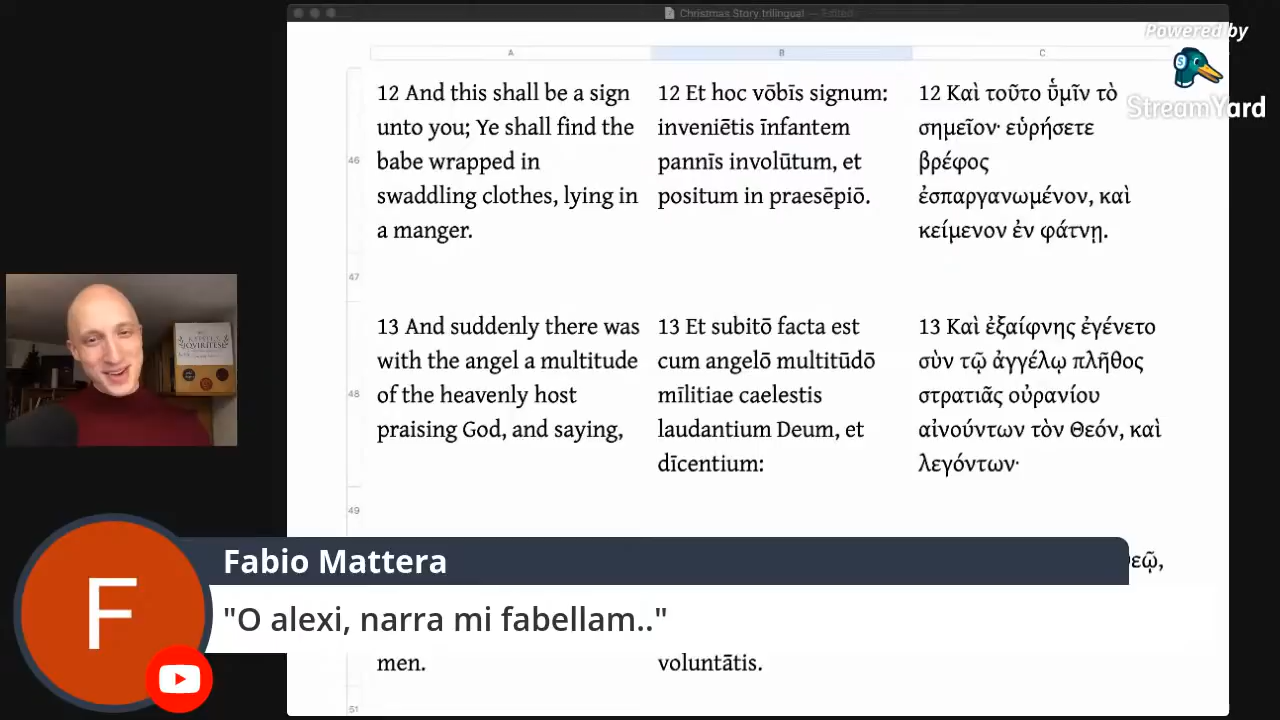 Christmas Story trilingual — Edited
Powered by
StreamYard
A
B
C
46
12 And this shall be a sign
unto you; Ye shall find the
babe wrapped in
swaddling clothes, lying in
a manger.
12 Et hoc vōbīs signum:
inveniētis īnfantem
pannīs involūtum, et
positum in praesēpiō.
12 Καὶ τοῦτο ὑμῖν τὸ
σημεῖον· εὑρήσετε
βρέφος
ἐσπαργανωμένον, καὶ
κείμενον ἐν φάτνῃ.
47
48
13 And suddenly there was
with the angel a multitude
of the heavenly host
praising God, and saying,
13 Et subitō facta est
cum angelō multitūdō
mīlitiae caelestis
laudantium Deum, et
dīcentium:
13 Καὶ ἐξαίφνης ἐγένετο
σὺν τῷ ἀγγέλῳ πλῆθος
στρατιᾶς οὐρανίου
αἰνούντων τὸν Θεόν, καὶ
λεγόντων·
49
εῷ,
F
Fabio Mattera
"O alexi, narra mi fabellam.."
men.
voluntātis.
51